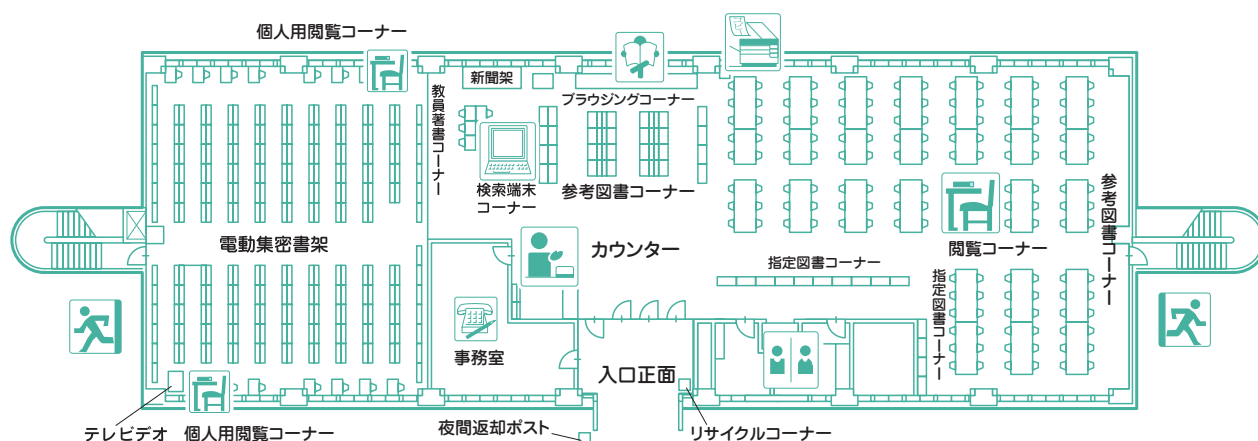 個人用閲覧コーナー
新聞架
ブラウジングコーナー
教員著書コーナー
検索端末
コーナー
参考図書コーナー
参考図書コーナー
電動集密書架
カウンター
閲覧コーナー
指定図書コーナー
指定図書コーナー
事務室
入口正面
テレビデオ
個人用閲覧コーナー
夜間返却ポスト
リサイクルコーナー